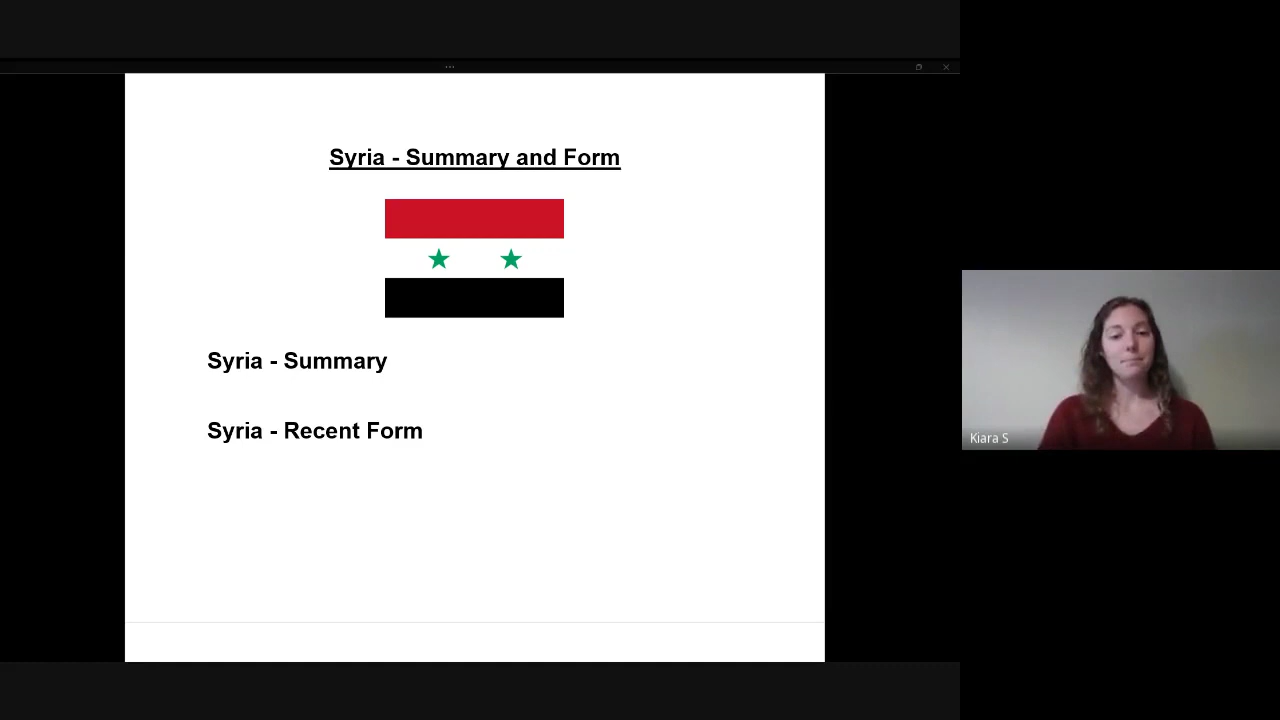 Syria - Summary and Form
Syria - Summary
Syria - Recent Form
Kiara S